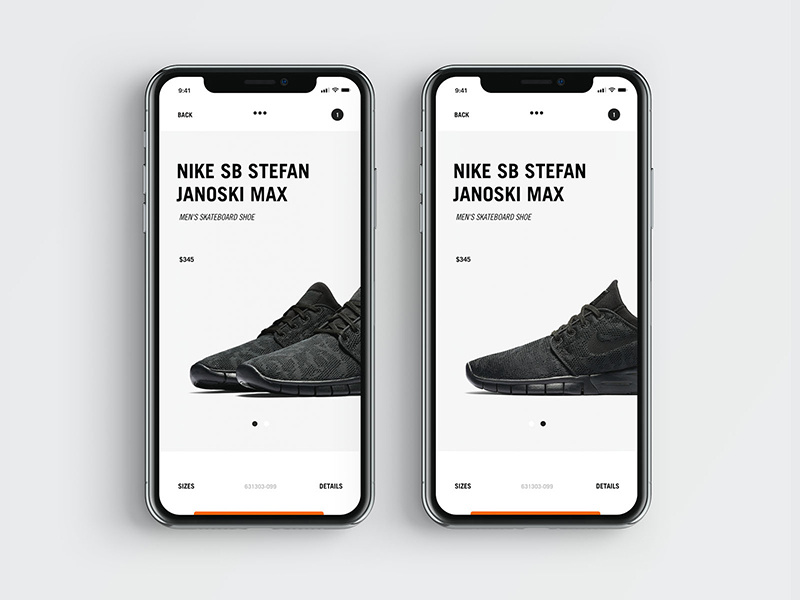 9:41
BACK
1
NIKE SB STEFAN
JANOSKI MAX
MEN'S SKATEBOARD SHOE
$345
SIZES
631303-099
DETAILS
9:41
BACK
1
NIKE SB STEFAN
JANOSKI MAX
MEN'S SKATEBOARD SHOE
$345
SIZES
631303-099
DETAILS